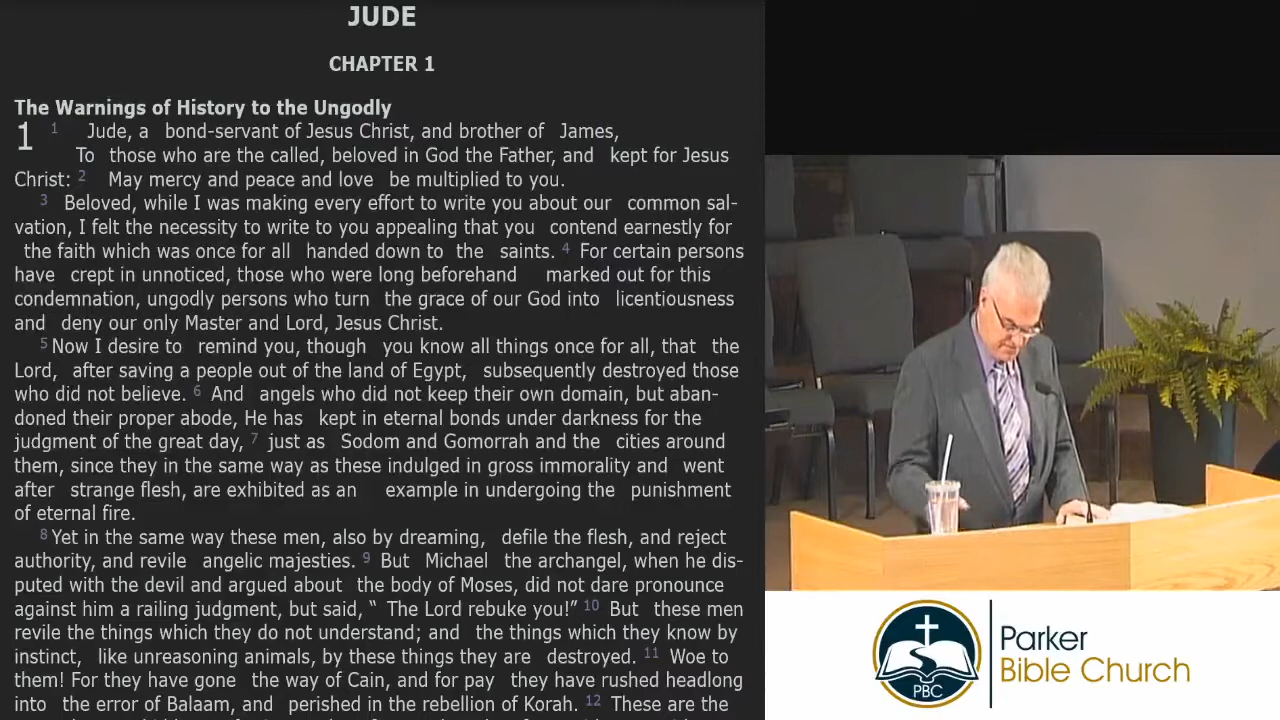 JUDE
CHAPTER 1
The Warnings of History to the Ungodly
1 1 Jude, a bond-servant of Jesus Christ, and brother of James,
To those who are the called, beloved in God the Father, and kept for Jesus
Christ: 2 May mercy and peace and love be multiplied to you.
3 Beloved, while I was making every effort to write you about our common sal-
vation, I felt the necessity to write to you appealing that you contend earnestly for
the faith which was once for all handed down to the saints. 4 For certain persons
have crept in unnoticed, those who were long beforehand marked out for this
condemnation, ungodly persons who turn the grace of our God into licentiousness
and deny our only Master and Lord, Jesus Christ.
5 Now I desire to remind you, though you know all things once for all, that the
Lord, after saving a people out of the land of Egypt, subsequently destroyed those
who did not believe. 6 And angels who did not keep their own domain, but aban-
doned their proper abode, He has kept in eternal bonds under darkness for the
judgment of the great day, 7 just as Sodom and Gomorrah and the cities around
them, since they in the same way as these indulged in gross immorality and went
after strange flesh, are exhibited as an example in undergoing the punishment
of eternal fire.
8 Yet in the same way these men, also by dreaming, defile the flesh, and reject
authority, and revile angelic majesties. 9 But Michael the archangel, when he dis-
puted with the devil and argued about the body of Moses, did not dare pronounce
against him a railing judgment, but said, “ The Lord rebuke you!” 10 But these men
revile the things which they do not understand; and the things which they know by
instinct, like unreasoning animals, by these things they are destroyed. 11 Woe to
them! For they have gone the way of Cain, and for pay they have rushed headlong
into the error of Balaam, and perished in the rebellion of Korah. 12 These are the
PBC
Parker
Bible Church